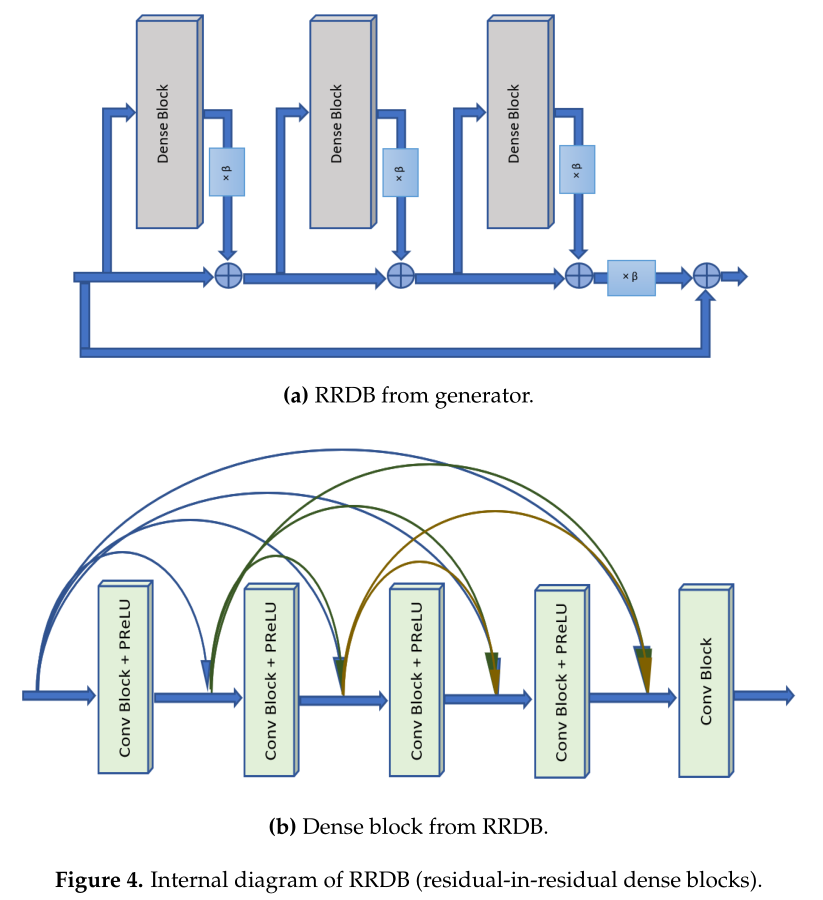 Dense Block
× β
Dense Block
× β
Dense Block
× β
× β
(a) RRDB from generator.
Conv Block + PReLU
Conv Block + PReLU
Conv Block + PReLU
Conv Block + PReLU
Conv Block
(b) Dense block from RRDB.
Figure 4. Internal diagram of RRDB (residual-in-residual dense blocks).